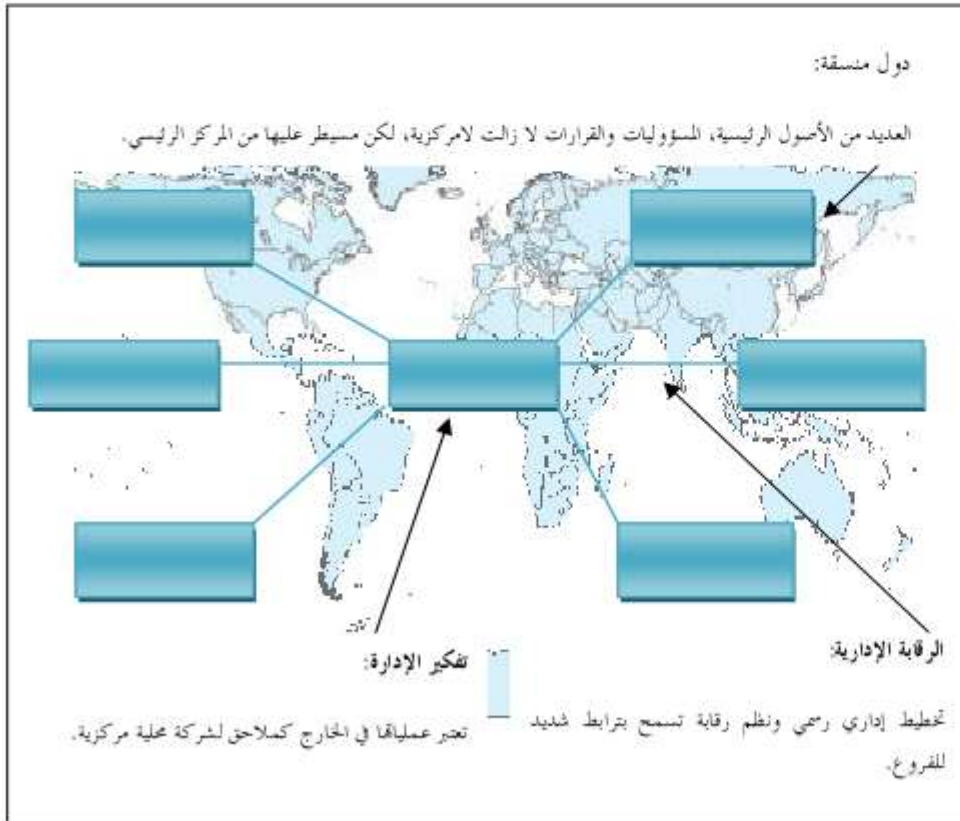 دول منسقة:
العديد من الأصول الرئيسية، المسؤوليات والقرارات لا زالت لامركزية، لكن مسيطر عليها من المركز الرئيسي.
الرقابة الإدارية:
تخطيط إداري رسمي ونظم رقابة تسمح بترابط شديد
للفروع.
تفكير الإدارة:
تعتبر عملياتها في الخارج كملاحق لشركة محلية مركزية.